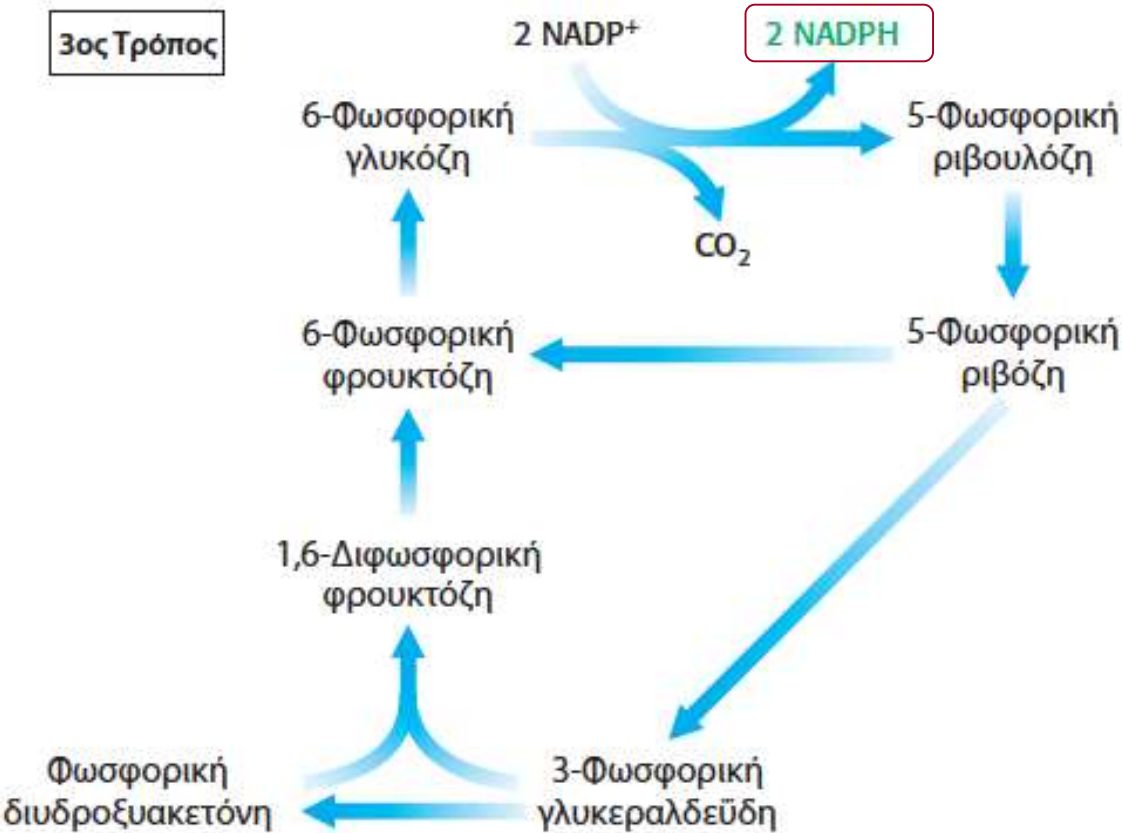 3ος Τρόπος
2 NADP⁺
2 NADPH
6-Φωσφορική
γλυκόζη
5-Φωσφορική
ριβουλόζη
CO₂
6-Φωσφορική
φρουκτόζη
5-Φωσφορική
ριβόζη
1,6-Διφωσφορική
φρουκτόζη
Φωσφορική
διυδροξυακετόνη
3-Φωσφορική
γλυκεραλδεΰδη